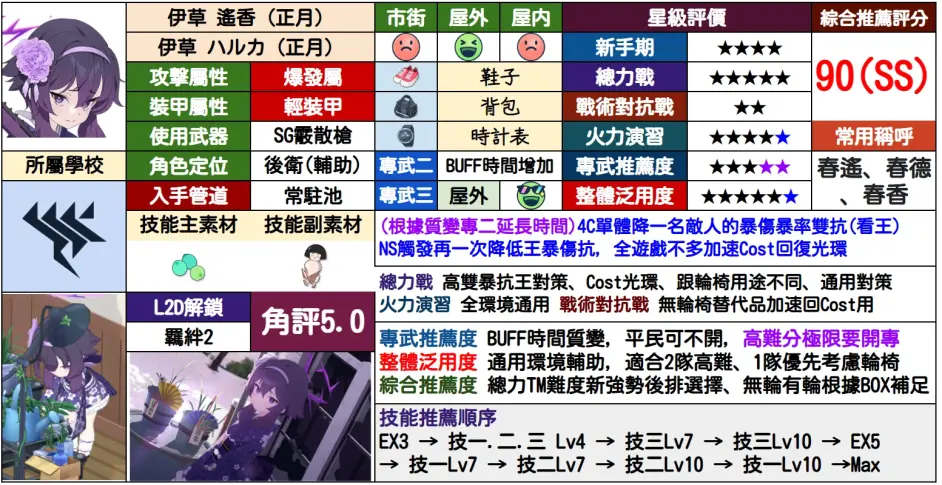 伊草 遙香（正月）
伊草 ハルカ（正月）
攻擊屬性 爆發屬
裝甲屬性 輕裝甲
使用武器 SG霰散槍
角色定位 後衛(輔助)
入手管道 常駐池
所屬學校
市街 屋外 屋内
鞋子
背包
時計表
專武二 BUFF時間增加
專武三 屋外
星級評價
新手期 ★★★★
總力戰 ★★★★★
戰術對抗戰 ★★
火力演習 ★★★★★
專武推薦度 ★★★★★
整體泛用度 ★★★★★★
綜合推薦評分
90(SS)
常用稱呼
春遙、春德
、春香
技能主素材 技能副素材
L2D解鎖
羈絆2
角評5.0
(根據質變專二延長時間)4C單體降一名敵人的暴傷暴率雙抗(看王)
NS觸發再一次降低王暴傷抗，全遊戲不多加速Cost回復光環
總力戰 高雙暴抗王對策、Cost光環、跟輪椅用途不同、通用對策
火力演習 全環境通用 戰術對抗戰 無輪椅替代品加速回Cost用
專武推薦度 BUFF時間質變，平民可不開，高難分極限要開專
整體泛用度 通用環境輔助，適合2隊高難、1隊優先考慮輪椅
綜合推薦度 總力TM難度新強勢後排選擇、無輪有輪根據BOX補足
技能推薦順序
EX3 → 技一.二.三 Lv4 → 技三Lv7 → 技三Lv10 → EX5
→ 技一Lv7 → 技二Lv7 → 技二Lv10 → 技一Lv10 →Max